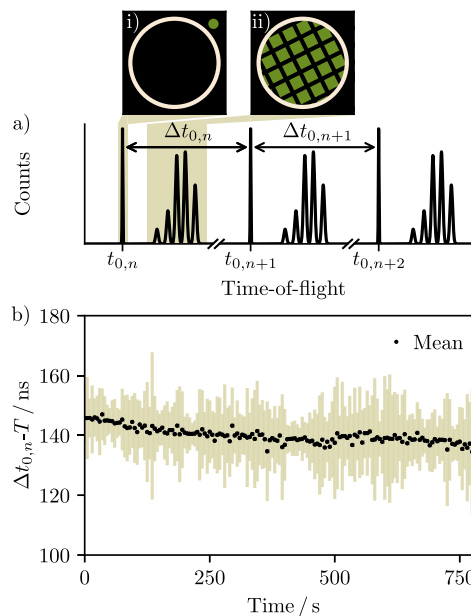 i)
ii)
a)
Δt0,n
Δt0,n+1
Counts
t0,n
t0,n+1
t0,n+2
Time-of-flight
b)
180
160
140
120
100
Δt0,n-T / ns
Mean
0
250
500
750
Time / s